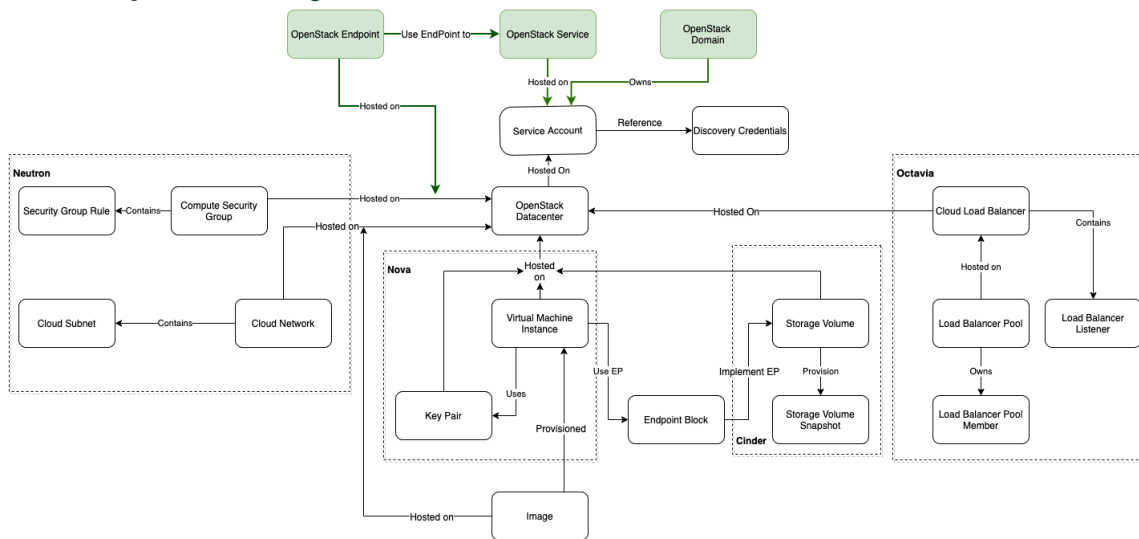 OpenStack Endpoint
Use EndPoint to
OpenStack Service
OpenStack
Domain
Hosted on
Owns
Hosted on
Service Account
Reference
Discovery Credentials
Hosted On
Neutron
Security Group Rule
Contains
Compute Security
Group
Hosted on
OpenStack
Datacenter
Hosted On
Octavia
Cloud Load Balancer
Contains
Hosted on
Cloud Subnet
Contains
Cloud Network
Nova
Hosted
on
Virtual Machine
Instance
Use EP
Uses
Key Pair
Provisioned
Endpoint Block
Implement EP
Storage Volume
Provision
Storage Volume
Snapshot
Cinder
Hosted on
Load Balancer Pool
Load Balancer
Listener
Owns
Load Balancer Pool
Member
Hosted on
Image